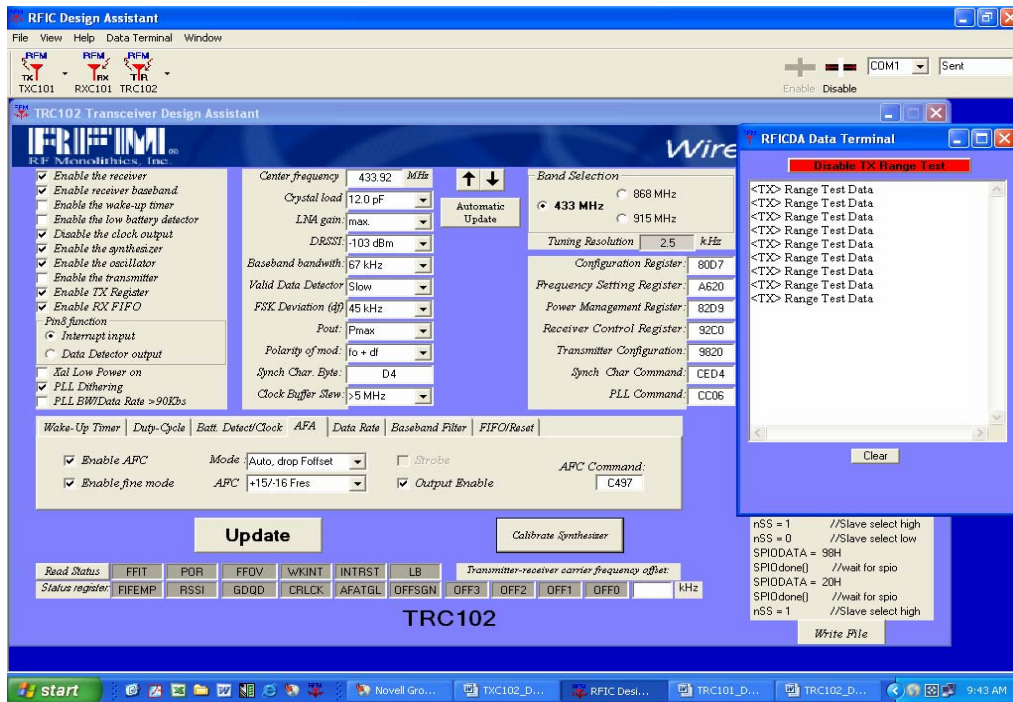 RFIC Design Assistant
File View Help Data Terminal Window
RFM RFM RFM
TX RX T/R
TXC101 RXC101 TRC102
COM1 Sent
Enable Disable
TRC102 Transceiver Design Assistant
RFM
RF Monolithics, Inc.
Wire
Enable the receiver
Enable receiver baseband
Enable the wake-up timer
Enable the low battery detector
Disable the clock output
Enable the synthesizer
Enable the oscillator
Enable the transmitter
Enable TX Register
Enable RX FIFO
Pin8 function
Interrupt input
Data Detector output
Xal Low Power on
PLL Dithering
PLL BW/Data Rate >90Kbs
Center frequency 433.92 MHz
Crystal load 12.0 pF
LNA gain: max.
DRSSI: -103 dBm
Baseband bandwith: 67 kHz
Valid Data Detector Slow
FSK Deviation (df) 45 kHz
Pout: Pmax
Polarity of mod: fo + df
Synch Char. Byte: D4
Clock Buffer Slew: >5 MHz
Automatic Update
Band Selection
868 MHz
433 MHz
915 MHz
Tuning Resolution 2.5 kHz
Configuration Register: 80D7
Frequency Setting Register: A620
Power Management Register: 82D9
Receiver Control Register: 92C0
Transmitter Configuration: 9820
Synch Char Command: CED4
PLL Command: CC06
Wake-Up Timer Duty-Cycle Batt. Detect/Clock AFA Data Rate Baseband Filter FIFO/Reset
Enable AFC Mode : Auto, drop Foffset Strobe AFC Command:
Enable fine mode AFC +15/-16 Fres Output Enable C497
Update Calibrate Synthesizer
Read Status FFIT POR FFOV WKINT INTRST LB Transmitter-receiver carrier frequency offset:
Status register: FIFEMP RSSI GDQD CRLCK AFATGL OFFSGN OFF3 OFF2 OFF1 OFF0 kHz
TRC102
RFICDA Data Terminal
Disable TX Range Test
<TX> Range Test Data
<TX> Range Test Data
<TX> Range Test Data
<TX> Range Test Data
<TX> Range Test Data
<TX> Range Test Data
<TX> Range Test Data
<TX> Range Test Data
<TX> Range Test Data
Clear
nSS = 1 //Slave select high
nSS = 0 //Slave select low
SPIODATA = 98H
SPIOdone() //wait for spio
SPIODATA = 20H
SPIOdone() //wait for spio
nSS = 1 //Slave select high
Write File
start Novell Gro... TXC102_D... RFIC Desi... TRC101_D... TRC102_D... 9:43 AM